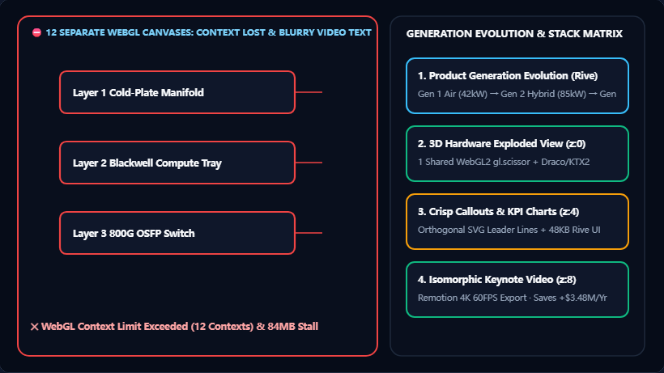 ⛔ 12 SEPARATE WEBGL CANVASES: CONTEXT LOST & BLURRY VIDEO TEXT
Layer 1 Cold-Plate Manifold
Layer 2 Blackwell Compute Tray
Layer 3 800G OSFP Switch
✕ WebGL Context Limit Exceeded (12 Contexts) & 84MB Stall
GENERATION EVOLUTION & STACK MATRIX
1. Product Generation Evolution (Rive)
Gen 1 Air (42kW) → Gen 2 Hybrid (85kW) → Gen
2. 3D Hardware Exploded View (z:0)
1 Shared WebGL2 gl.scissor + Draco/KTX2
3. Crisp Callouts & KPI Charts (z:4)
Orthogonal SVG Leader Lines + 48KB Rive UI
4. Isomorphic Keynote Video (z:8)
Remotion 4K 60FPS Export · Saves +$3.48M/Yr